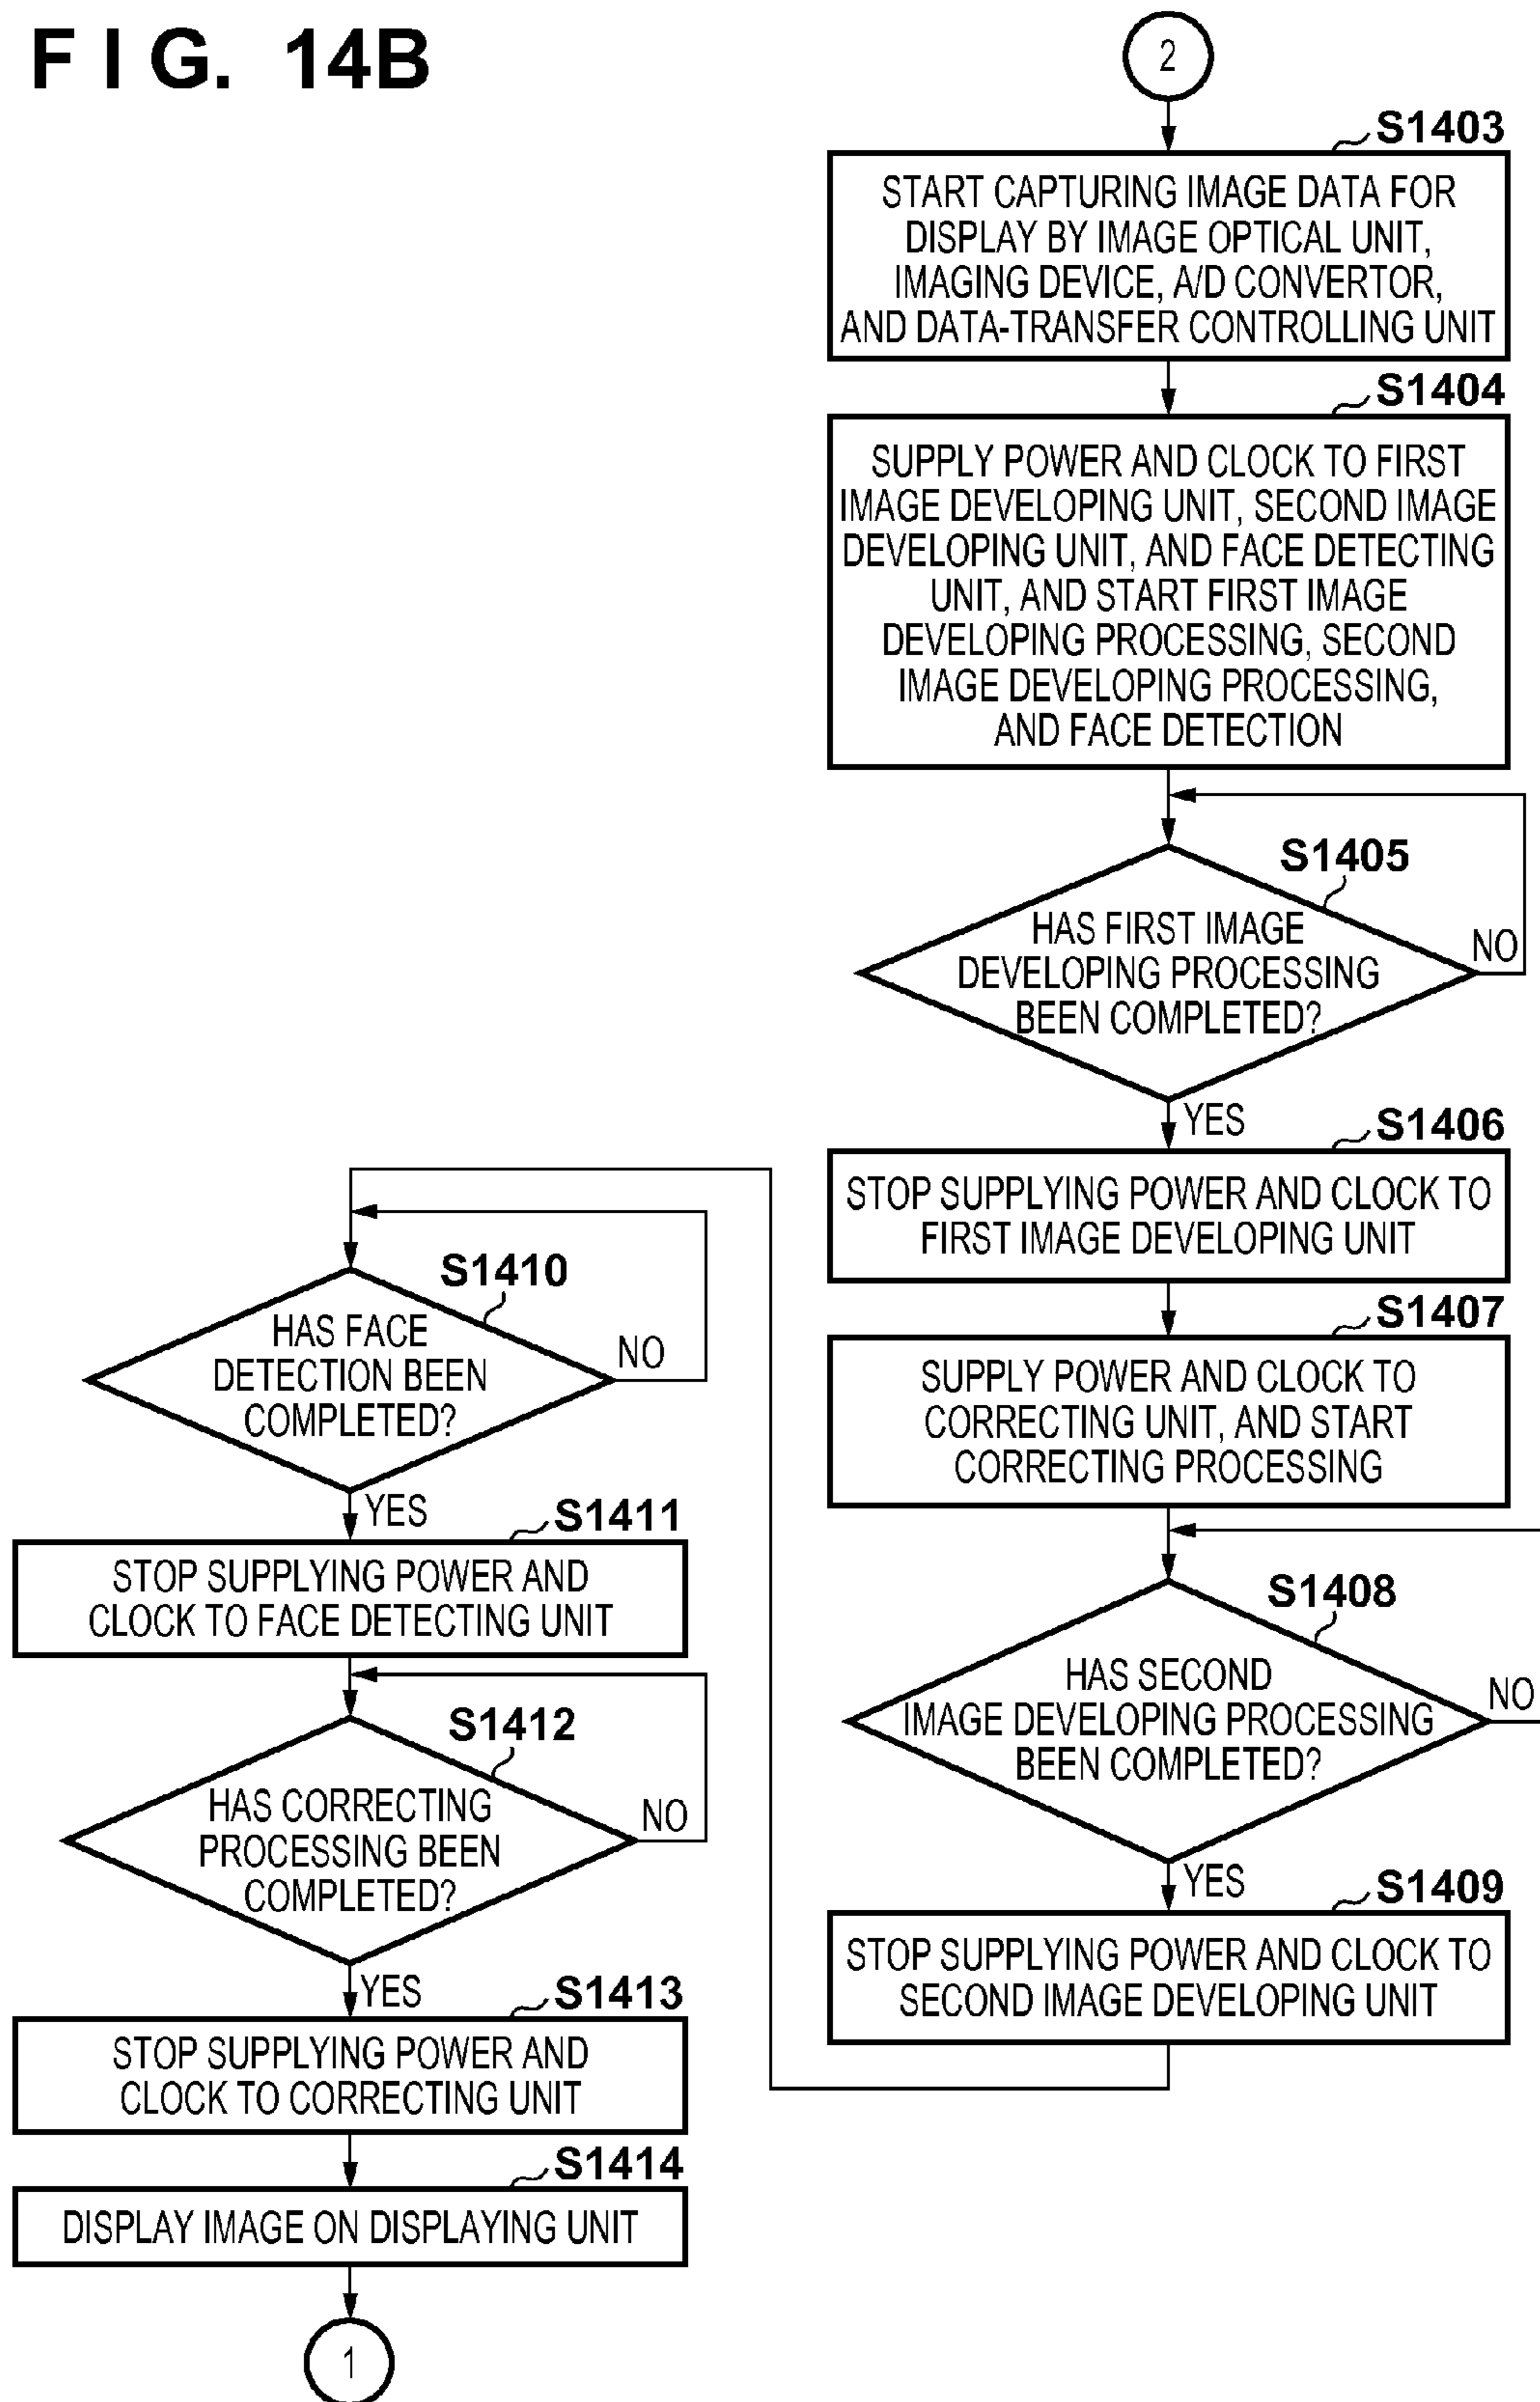 FIG. 14B
2
S1403
START CAPTURING IMAGE DATA FOR
DISPLAY BY IMAGE OPTICAL UNIT,
IMAGING DEVICE, A/D CONVERTOR,
AND DATA-TRANSFER CONTROLLING UNIT
S1404
SUPPLY POWER AND CLOCK TO FIRST
IMAGE DEVELOPING UNIT, SECOND IMAGE
DEVELOPING UNIT, AND FACE DETECTING
UNIT, AND START FIRST IMAGE
DEVELOPING PROCESSING, SECOND
IMAGE DEVELOPING PROCESSING,
AND FACE DETECTION
S1405
HAS FIRST IMAGE
DEVELOPING PROCESSING
BEEN COMPLETED?
NO
YES
S1406
STOP SUPPLYING POWER AND CLOCK TO
FIRST IMAGE DEVELOPING UNIT
S1407
SUPPLY POWER AND CLOCK TO
CORRECTING UNIT, AND START
CORRECTING PROCESSING
S1408
HAS SECOND
IMAGE DEVELOPING PROCESSING
BEEN COMPLETED?
NO
YES
S1409
STOP SUPPLYING POWER AND CLOCK TO
SECOND IMAGE DEVELOPING UNIT
S1410
HAS FACE
DETECTION BEEN
COMPLETED?
NO
YES
S1411
STOP SUPPLYING POWER AND
CLOCK TO FACE DETECTING UNIT
S1412
HAS CORRECTING
PROCESSING BEEN
COMPLETED?
NO
YES
S1413
STOP SUPPLYING POWER AND
CLOCK TO CORRECTING UNIT
S1414
DISPLAY IMAGE ON DISPLAYING UNIT
1